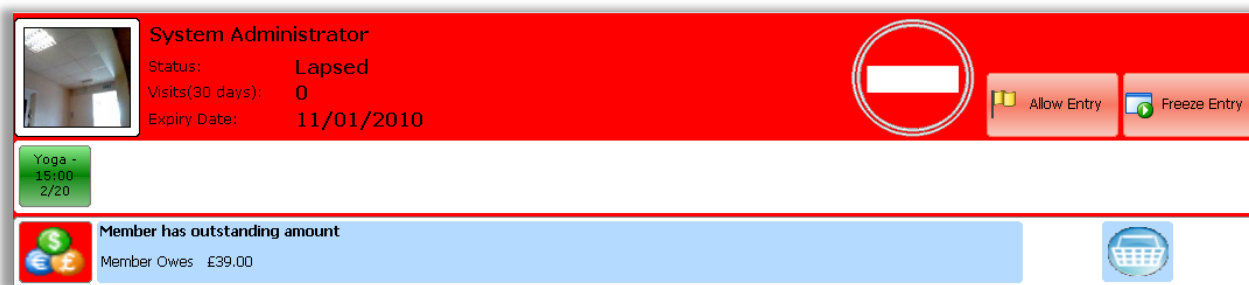 System Administrator
Status: Lapsed
Visits(30 days): 0
Expiry Date: 11/01/2010
Allow Entry
Freeze Entry
Yoga -
15:00
2/20
Member has outstanding amount
Member Owes £39.00
$
€ £